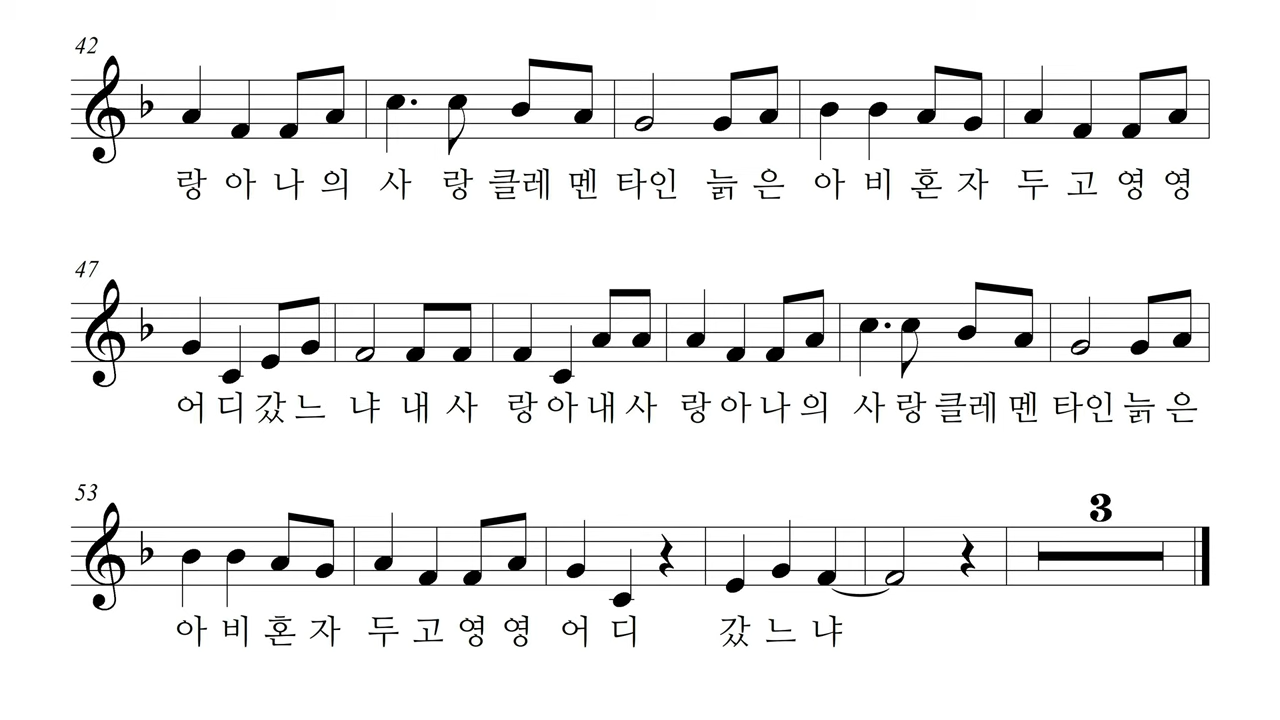 42
랑 아 나 의 사 랑 클레 멘 타인 늙 은 아 비 혼 자 두 고 영 영
47
어 디 갔 느 냐 내 사 랑 아 내 사 랑 아 나 의 사 랑 클레 멘 타인 늙 은
53
3
아 비 혼 자 두 고 영 영 어 디 갔 느 냐